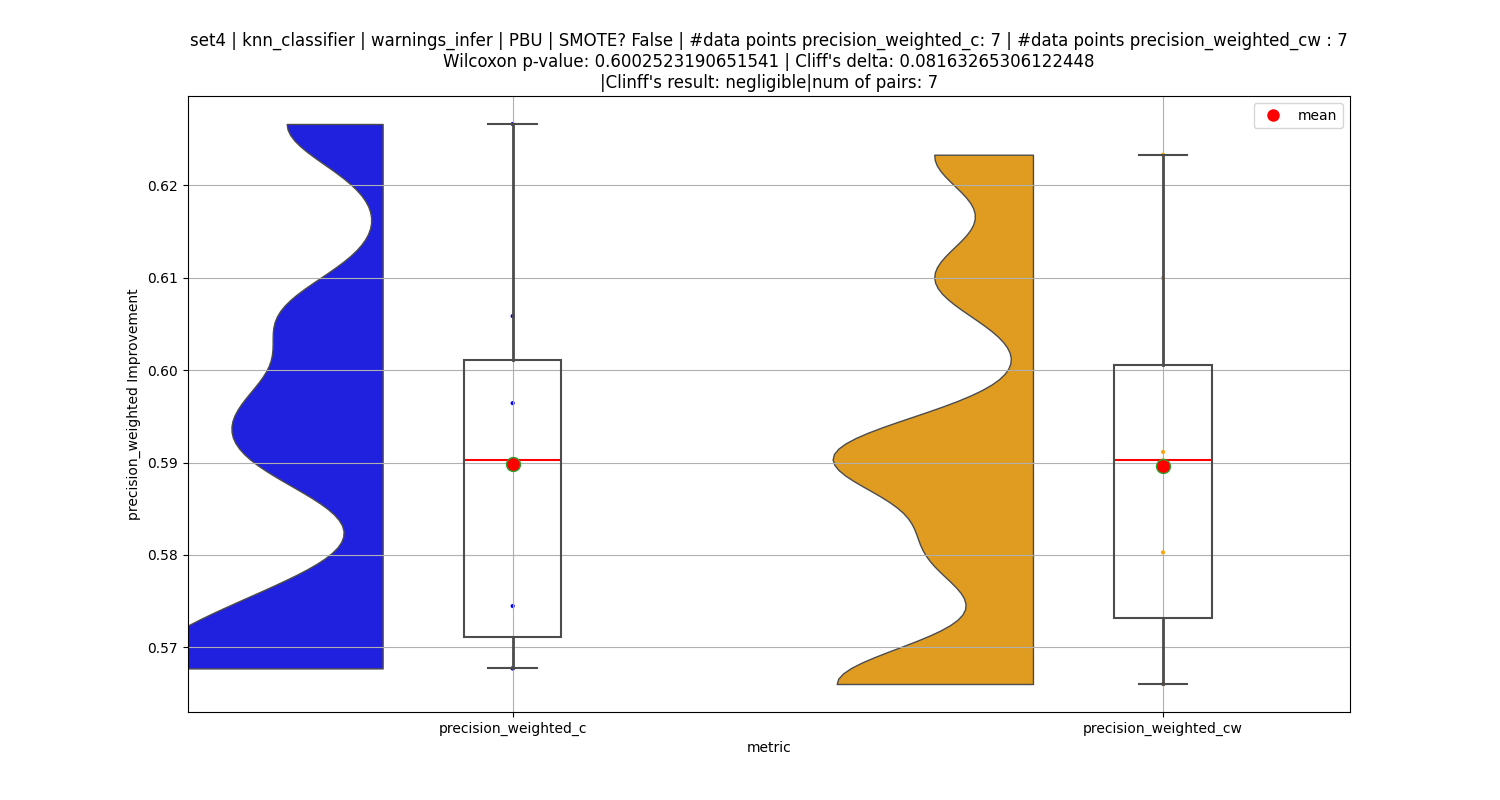 set4 | knn_classifier | warnings_infer | PBU | SMOTE? False | #data points precision_weighted_c: 7 | #data points precision_weighted_cw : 7
Wilcoxon p-value: 0.6002523190651541 | Cliff's delta: 0.08163265306122448
|Clinff's result: negligible|num of pairs: 7
mean
0.62
0.61
0.60
0.59
0.58
0.57
precision_weighted Improvement
precision_weighted_c
precision_weighted_cw
metric